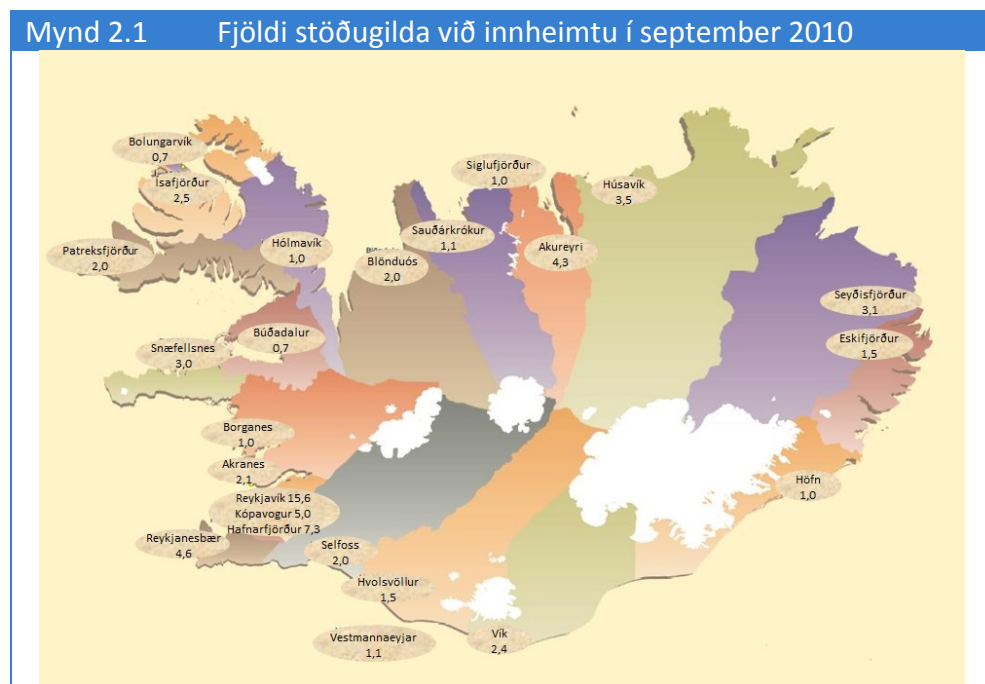 Mynd 2.1 Fjöldi stöðugilda við innheimtu í september 2010
Bolungarvík
0,7
Ísafjörður
2,5
Siglufjörður
1,0
Húsavík
3,5
Sauðárkrókur
1,1
Akureyri
4,3
Patreksfjörður
2,0
Hólmavík
1,0
Blönduós
2,0
Seyðisfjörður
3,1
Búðadalur
0,7
Eskifjörður
1,5
Snæfellsnes
3,0
Borganes
1,0
Akranes
2,1
Höfn
1,0
Reykjavík 15,6
Kópavogur 5,0
Hafnarfjörður 7,3
Reykjanesbær
4,6
Selfoss
2,0
Hvolsvöllur
1,5
Vestmannaeyjar
1,1
Vík
2,4